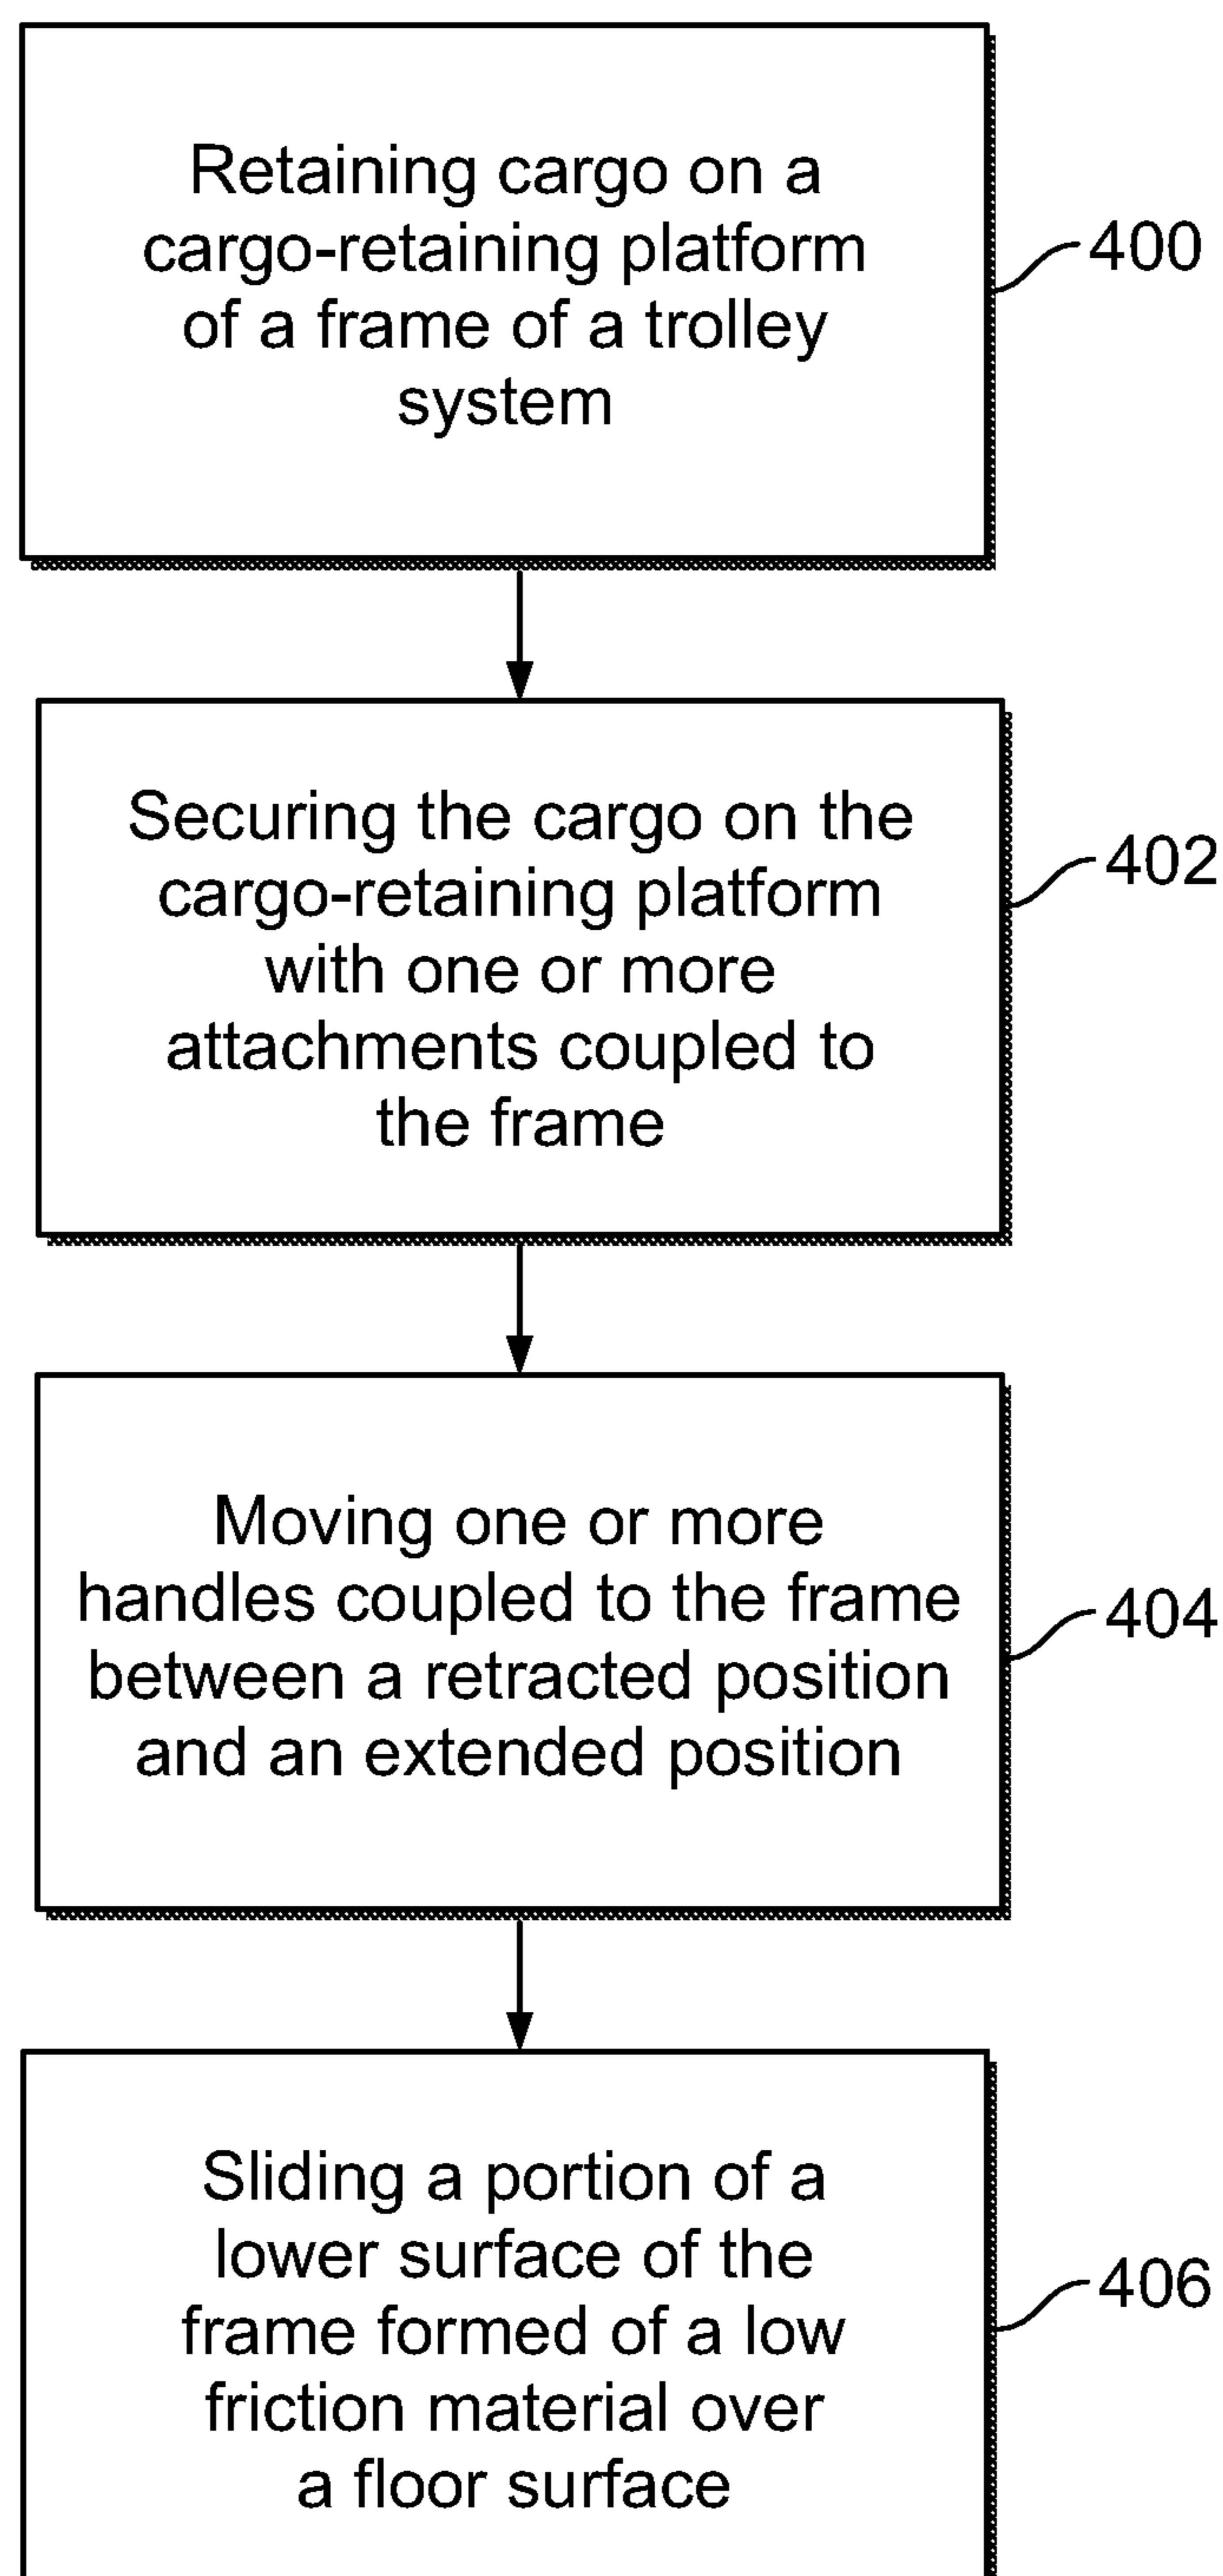 Retaining cargo on a
cargo-retaining platform
of a frame of a trolley
system
400
Securing the cargo on the
cargo-retaining platform
with one or more
attachments coupled to
the frame
402
Moving one or more
handles coupled to the frame
between a retracted position
and an extended position
404
Sliding a portion of a
lower surface of the
frame formed of a low
friction material over
a floor surface
406